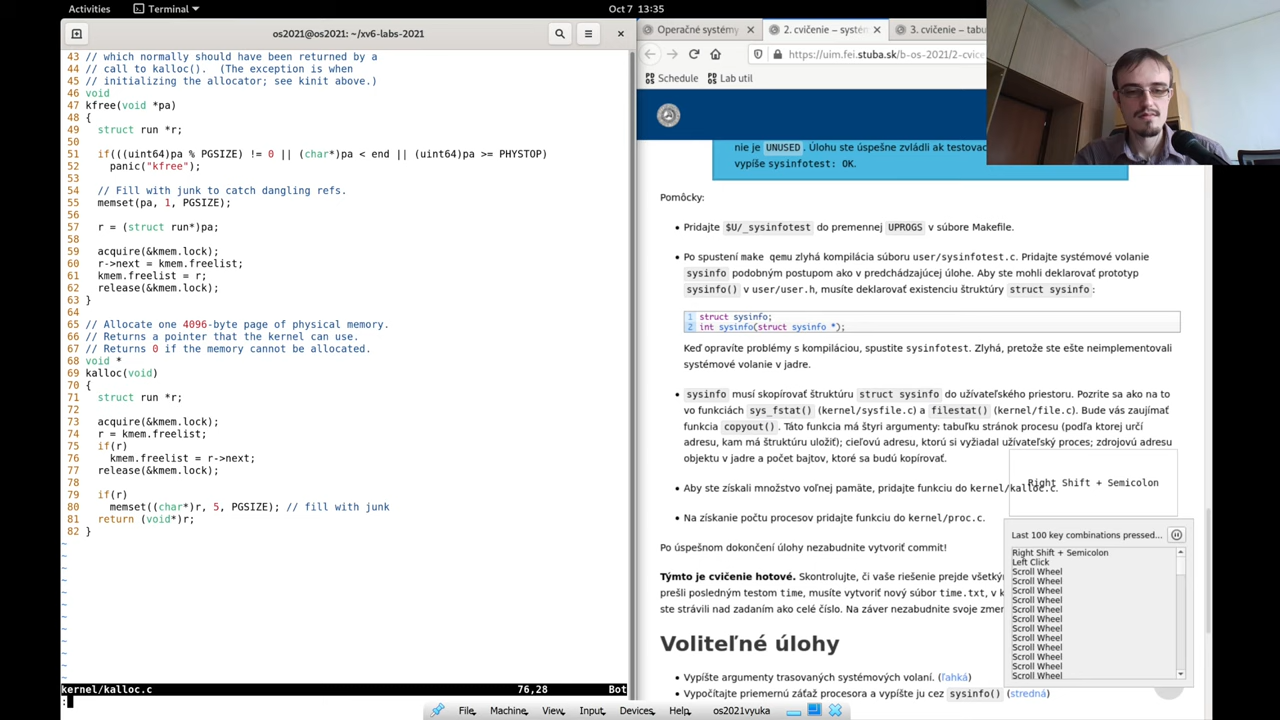 Activities
Terminal
Oct 7 13:35
os2021@os2021: ~/xv6-labs-2021
43 // which normally should have been returned by a
44 // call to kalloc().  (The exception is when
45 // initializing the allocator; see kinit above.)
46 void
47 kfree(void *pa)
48 {
49   struct run *r;
50
51   if(((uint64)pa % PGSIZE) != 0 || (char*)pa < end || (uint64)pa >= PHYSTOP)
52     panic("kfree");
53
54   // Fill with junk to catch dangling refs.
55   memset(pa, 1, PGSIZE);
56
57   r = (struct run*)pa;
58
59   acquire(&kmem.lock);
60   r->next = kmem.freelist;
61   kmem.freelist = r;
62   release(&kmem.lock);
63 }
64
65 // Allocate one 4096-byte page of physical memory.
66 // Returns a pointer that the kernel can use.
67 // Returns 0 if the memory cannot be allocated.
68 void *
69 kalloc(void)
70 {
71   struct run *r;
72
73   acquire(&kmem.lock);
74   r = kmem.freelist;
75   if(r)
76     kmem.freelist = r->next;
77   release(&kmem.lock);
78
79   if(r)
80     memset((char*)r, 5, PGSIZE); // fill with junk
81   return (void*)r;
82 }
~
~
~
~
~
~
~
~
~
~
~
~
kernel/kalloc.c 76,28 Bot
:
Operačné systémy
2. cvičenie – systém
3. cvičenie – tabu
https://uim.fei.stuba.sk/b-os-2021/2-cviče
Schedule
Lab util
nie je UNUSED. Úlohu ste úspešne zvládli ak testovac
vypíše sysinfotest: OK.
Pomôcky:
• Pridajte $U/_sysinfotest do premennej UPROGS v súbore Makefile.
• Po spustení make qemu zlyhá kompilácia súboru user/sysinfotest.c. Pridajte systémové volanie
sysinfo podobným postupom ako v predchádzajúcej úlohe. Aby ste mohli deklarovať prototyp
sysinfo() v user/user.h, musíte deklarovať existenciu štruktúry struct sysinfo :
1 struct sysinfo;
2 int sysinfo(struct sysinfo *);
Keď opravíte problémy s kompiláciou, spustite sysinfotest. Zlyhá, pretože ste ešte neimplementovali
systémové volanie v jadre.
• sysinfo musí skopírovať štruktúru struct sysinfo do užívateľského priestoru. Pozrite sa ako na to
vo funkciách sys_fstat() (kernel/sysfile.c) a filestat() (kernel/file.c). Bude vás zaujímať
funkcia copyout(). Táto funkcia má štyri argumenty: tabuľku stránok procesu (podľa ktorej určí
adresu, kam má štruktúru uložiť); cieľovú adresu, ktorú si vyžiadal užívateľský proces; zdrojovú adresu
objektu v jadre a počet bajtov, ktoré sa budú kopírovať.
• Aby ste získali množstvo voľnej pamäte, pridajte funkciu do kernel/kalloc.c.
• Na získanie počtu procesov pridajte funkciu do kernel/proc.c.
Po úspešnom dokončení úlohy nezabudnite vytvoriť commit!
Týmto je cvičenie hotové. Skontrolujte, či vaše riešenie prejde všetký
prešli posledným testom time, musíte vytvoriť nový súbor time.txt, v k
ste strávili nad zadaním ako celé číslo. Na záver nezabudnite svoje zmer
Voliteľné úlohy
• Vypíšte argumenty trasovaných systémových volaní. (ľahká)
• Vypočítajte priemernú záťaž procesora a vypíšte ju cez sysinfo() (stredná)
Right Shift + Semicolon
Last 100 key combinations pressed...
Right Shift + Semicolon
Left Click
Scroll Wheel
Scroll Wheel
Scroll Wheel
Scroll Wheel
Scroll Wheel
Scroll Wheel
Scroll Wheel
Scroll Wheel
Scroll Wheel
Scroll Wheel
Scroll Wheel
Scroll Wheel
File Machine View Input Devices Help os2021vyuka